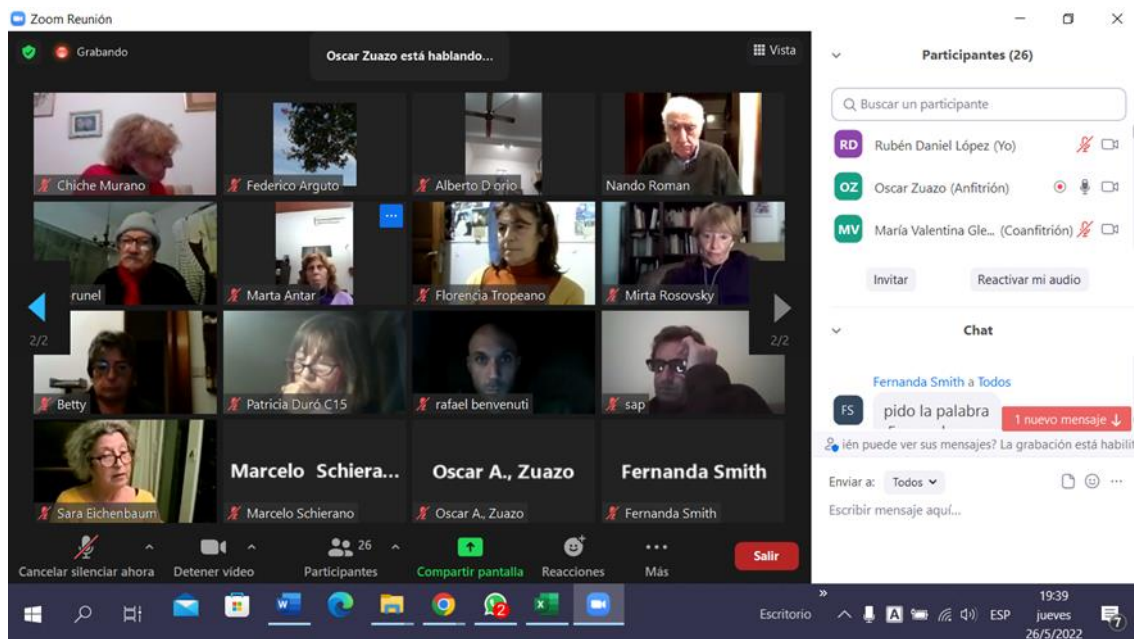 Zoom Reunión
Grabando
Oscar Zuazo está hablando...
Vista
Chiche Murano
Federico Arguto
Alberto D orio
Nando Roman
runel
Marta Antar
Florencia Tropeano
Mirta Rosovsky
2/2
2/2
Betty
Patricia Duró C15
rafael benvenuti
sap
Sara Eichenbaum
Marcelo Schiera...
Marcelo Schierano
Oscar A., Zuazo
Oscar A., Zuazo
Fernanda Smith
Fernanda Smith
Cancelar silenciar ahora
Detener video
26
Participantes
Compartir pantalla
Reacciones
Más
Salir
Participantes (26)
Buscar un participante
RD Rubén Daniel López (Yo)
OZ Oscar Zuazo (Anfitrión)
MV María Valentina Gle... (Coanfitrión)
Invitar
Reactivar mi audio
Chat
Fernanda Smith a Todos
FS pido la palabra
1 nuevo mensaje
ién puede ver sus mensajes? La grabación está habilit
Enviar a: Todos
Escribir mensaje aquí...
2
Escritorio
A
ESP
19:39
jueves
26/5/2022
7